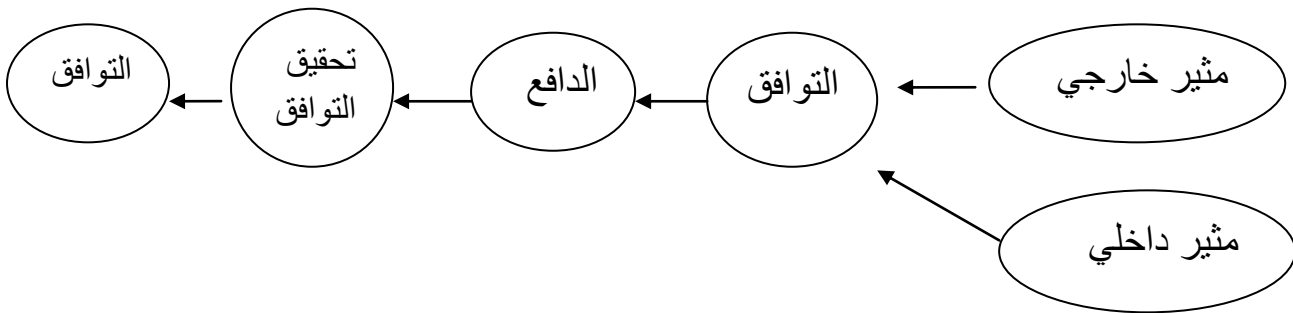 مثير خارجي
التوافق
الدافع
تحقيق
التوافق
التوافق
مثير داخلي